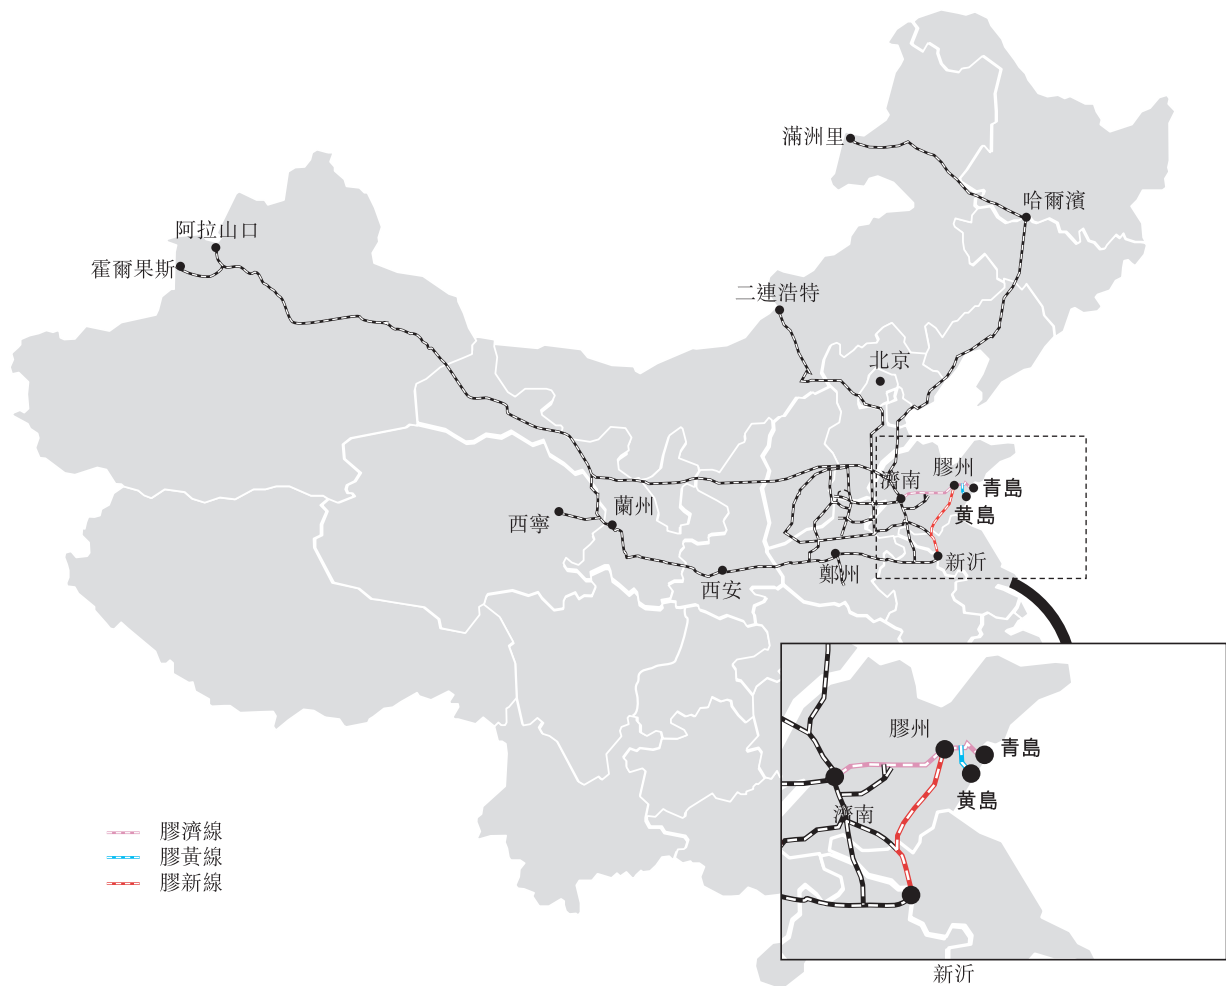 滿洲里
哈爾濱
阿拉山口
霍爾果斯
二連浩特
北京
濟南
膠州
青島
黄島
蘭州
西寧
新沂
鄭州
西安
膠州
青島
黄島
濟南
膠濟線
膠黃線
膠新線
新沂